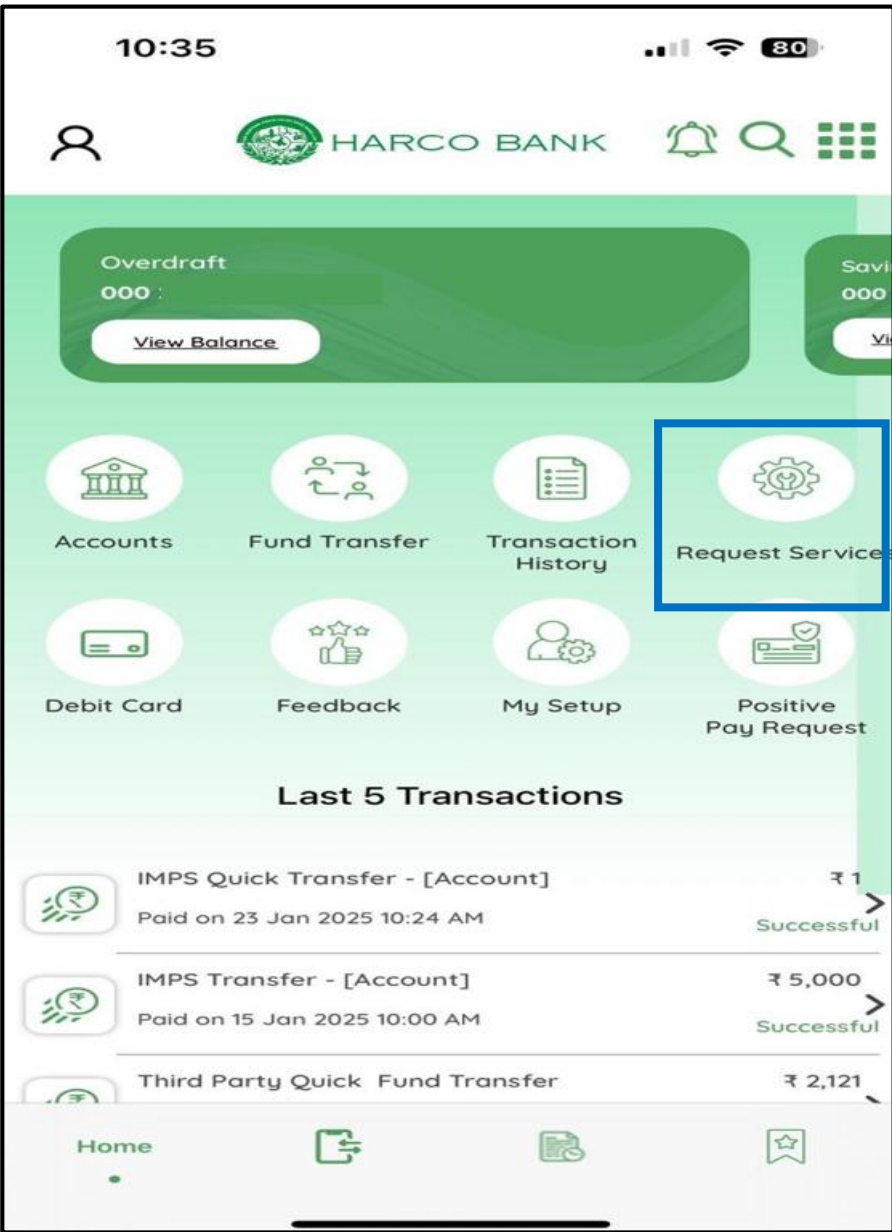 10:35
80
HARCO BANK
Overdraft
000
View Balance
Savi
000
Vi
Accounts
Fund Transfer
Transaction
History
Request Services
Debit Card
Feedback
My Setup
Positive
Pay Request
Last 5 Transactions
IMPS Quick Transfer - [Account]
₹ 1
Paid on 23 Jan 2025 10:24 AM
Successful
IMPS Transfer - [Account]
₹ 5,000
Paid on 15 Jan 2025 10:00 AM
Successful
Third Party Quick Fund Transfer
₹ 2,121
Home